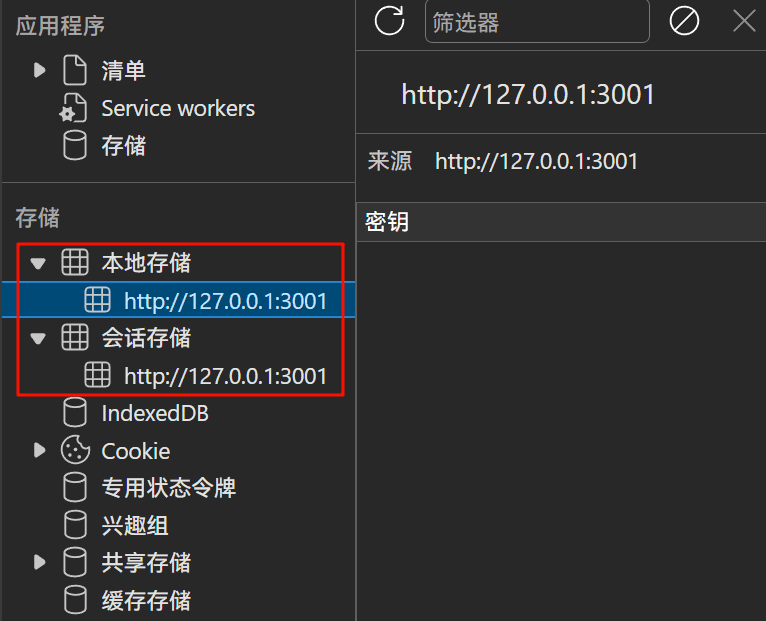 应用程序
清单
Service workers
存储
存储
本地存储
http://127.0.0.1:3001
会话存储
http://127.0.0.1:3001
IndexedDB
Cookie
专用状态令牌
兴趣组
共享存储
缓存存储
筛选器
http://127.0.0.1:3001
来源 http://127.0.0.1:3001
密钥